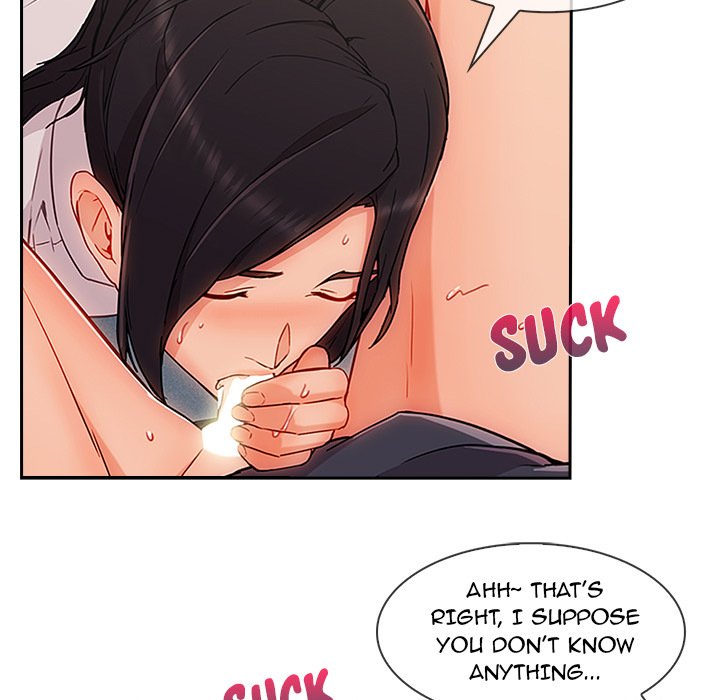 SUCK
AHH~ THAT'S
RIGHT, I SUPPOSE
YOU DON'T KNOW
ANYTHING...
SUCK